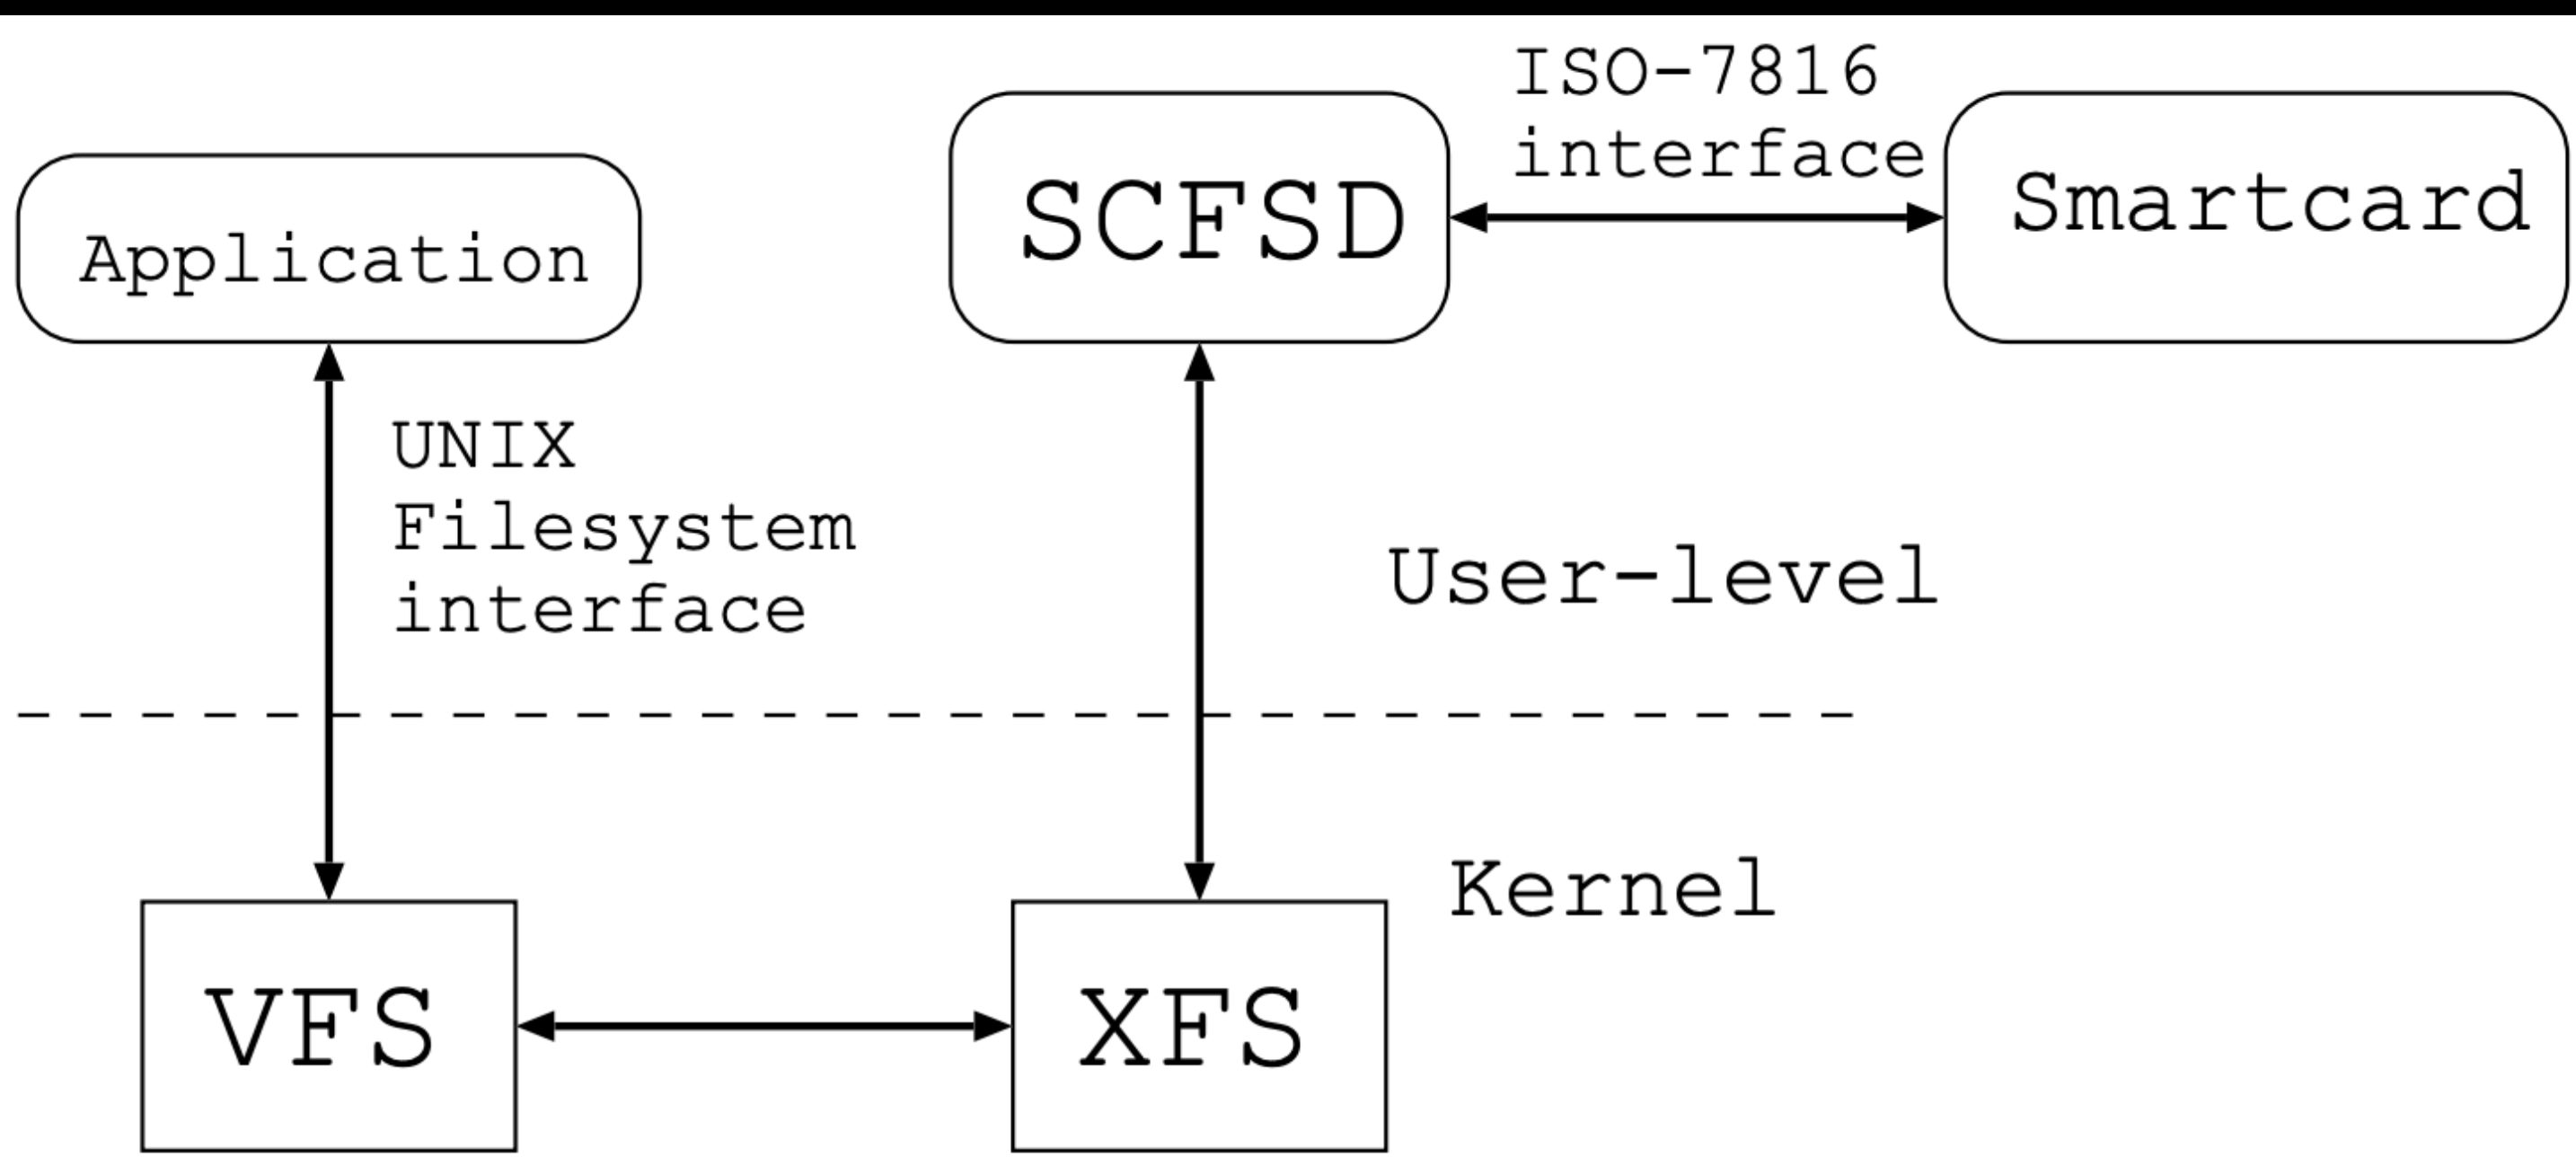 ISO-7816
interface
Application
SCFSD
Smartcard
UNIX
Filesystem
interface
User-level
Kernel
VFS
XFS